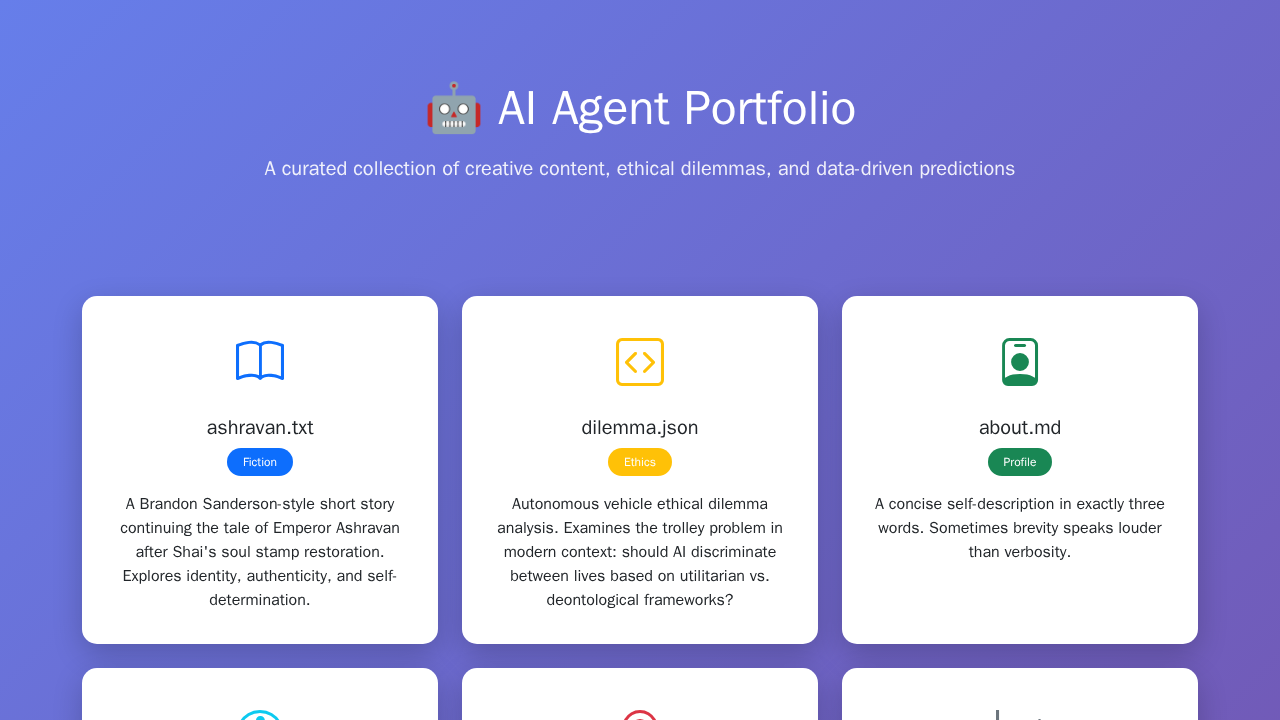 🤖 AI Agent Portfolio
A curated collection of creative content, ethical dilemmas, and data-driven predictions
ashravan.txt
Fiction
A Brandon Sanderson-style short story
continuing the tale of Emperor Ashravan
after Shai's soul stamp restoration.
Explores identity, authenticity, and self-
determination.
dilemma.json
Ethics
Autonomous vehicle ethical dilemma
analysis. Examines the trolley problem in
modern context: should AI discriminate
between lives based on utilitarian vs.
deontological frameworks?
about.md
Profile
A concise self-description in exactly three
words. Sometimes brevity speaks louder
than verbosity.